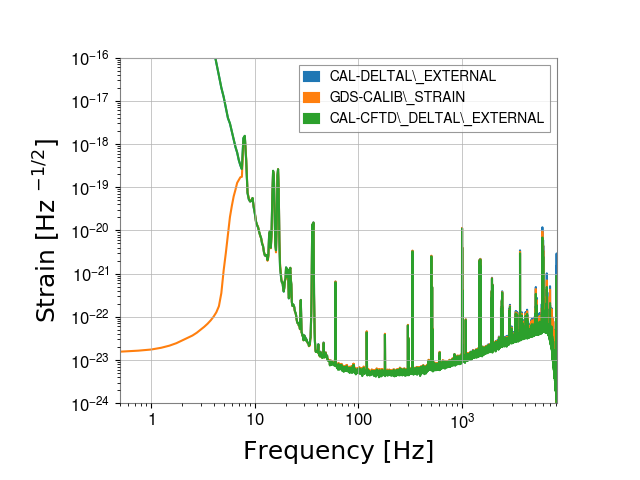 10⁻¹⁶
10⁻¹⁷
10⁻¹⁸
10⁻¹⁹
10⁻²⁰
10⁻²¹
10⁻²²
10⁻²³
10⁻²⁴
Strain [Hz ⁻¹/²]
CAL-DELTAL\_EXTERNAL
GDS-CALIB\_STRAIN
CAL-CFTD\_DELTAL\_EXTERNAL
1 10 100 10³
Frequency [Hz]